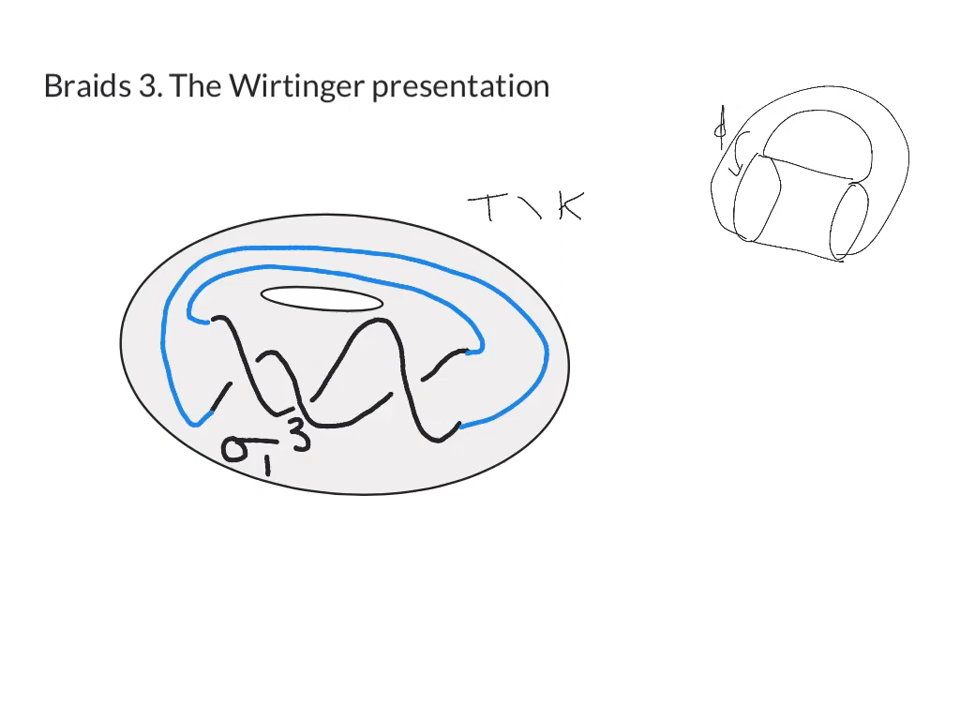 Braids 3. The Wirtinger presentation
T \ K
ϕ
σ₁³